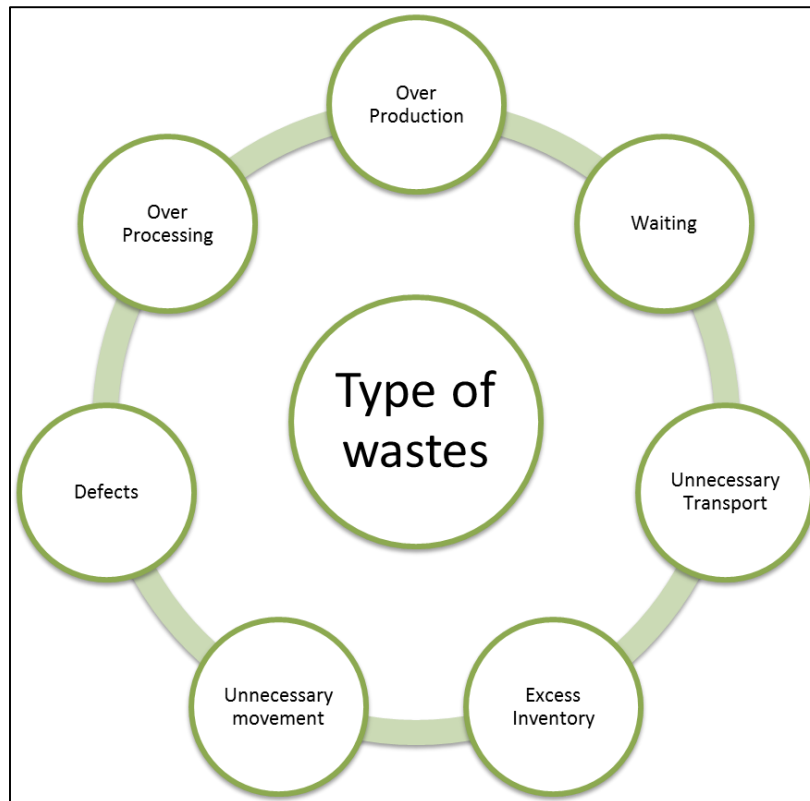 Over
Production
Over
Processing
Waiting
Type of
wastes
Defects
Unnecessary
Transport
Unnecessary
movement
Excess
Inventory